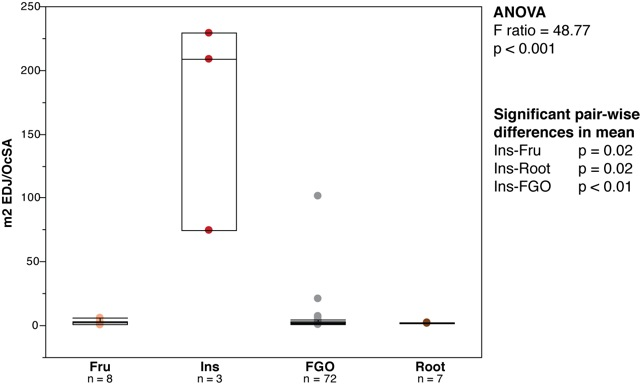 250
200
150
100
50
0
m2 EDJ/OcSA
Fru
n = 8
Ins
n = 3
FGO
n = 72
Root
n = 7
ANOVA
F ratio = 48.77
p < 0.001
Significant pair-wise
differences in mean
Ins-Fru p = 0.02
Ins-Root p = 0.02
Ins-FGO p < 0.01